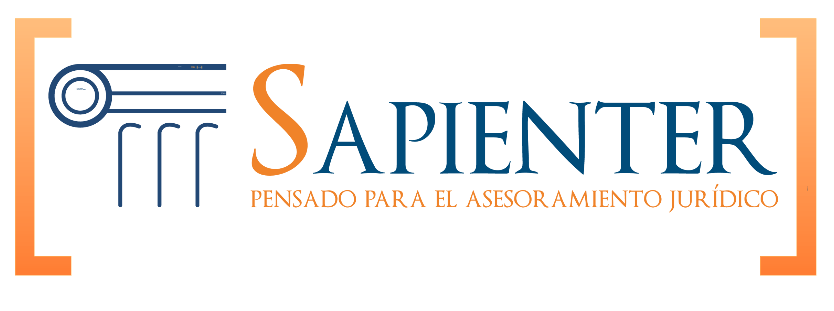 SAPIENTER
PENSADO PARA EL ASESORAMIENTO JURÍDICO